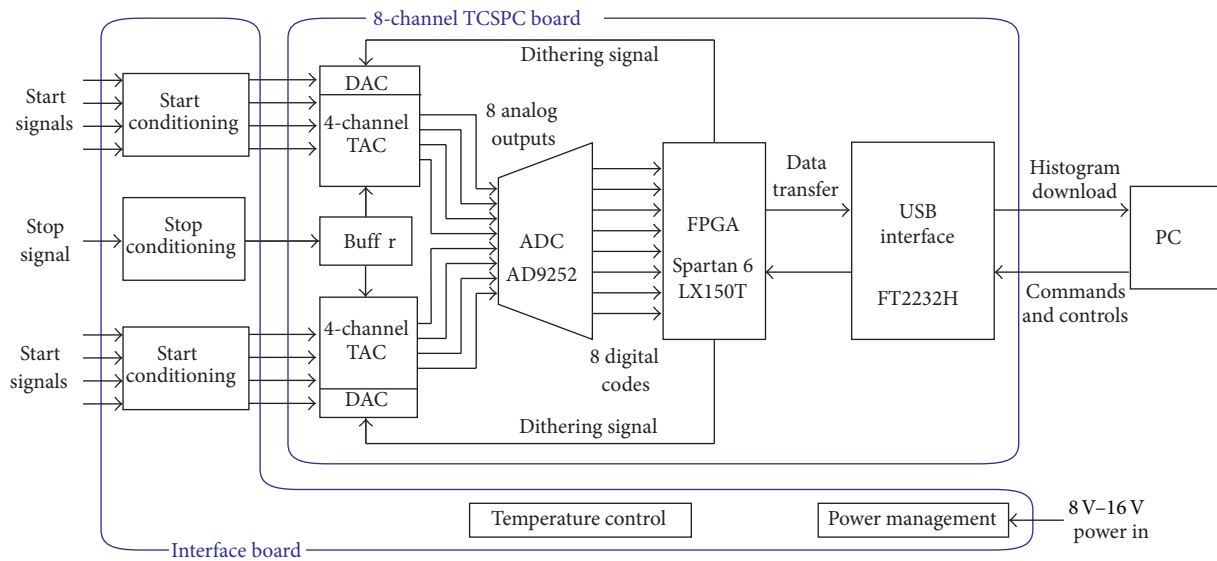 8-channel TCSPC board
Dithering signal
DAC
Start
signals
Start
conditioning
4-channel
TAC
8 analog
outputs
Data
transfer
Histogram
download
Stop
signal
Stop
conditioning
Buff r
ADC
AD9252
FPGA
Spartan 6
LX150T
USB
interface
FT2232H
PC
Commands
and controls
Start
signals
Start
conditioning
4-channel
TAC
DAC
8 digital
codes
Dithering signal
Temperature control
Power management
8 V–16 V
power in
Interface board